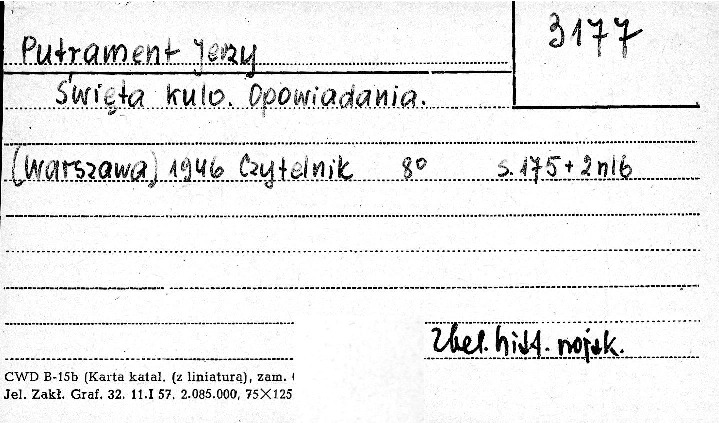 3177
Putrament Jerzy
Święta kulo. Opowiadania.
(Warszawa) 1946 Czytelnik 8° s. 175 + 2 nlb
Zbel. hist. wojsk.
CWD B-15b (Karta katal. (z liniaturą), zam.
Jel. Zakł. Graf. 32. 11.I 57. 2.085.000, 75×125